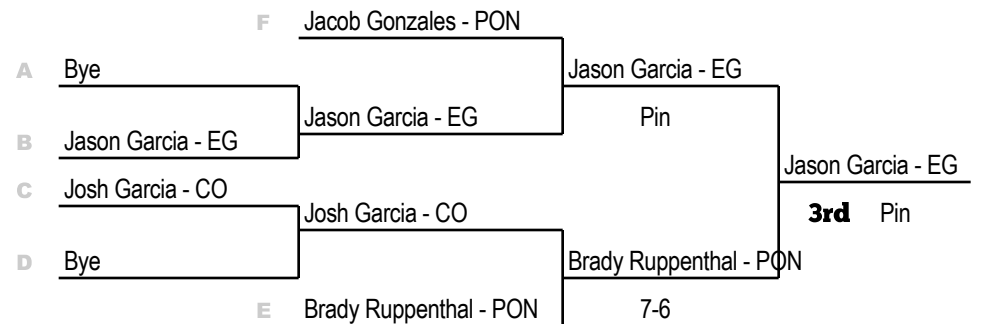 F Jacob Gonzales - PON
A Bye
Jason Garcia - EG
Jason Garcia - EG
Pin
B Jason Garcia - EG
Jason Garcia - EG
C Josh Garcia - CO
3rd Pin
Josh Garcia - CO
D Bye
Brady Ruppenthal - PON
E Brady Ruppenthal - PON
7-6